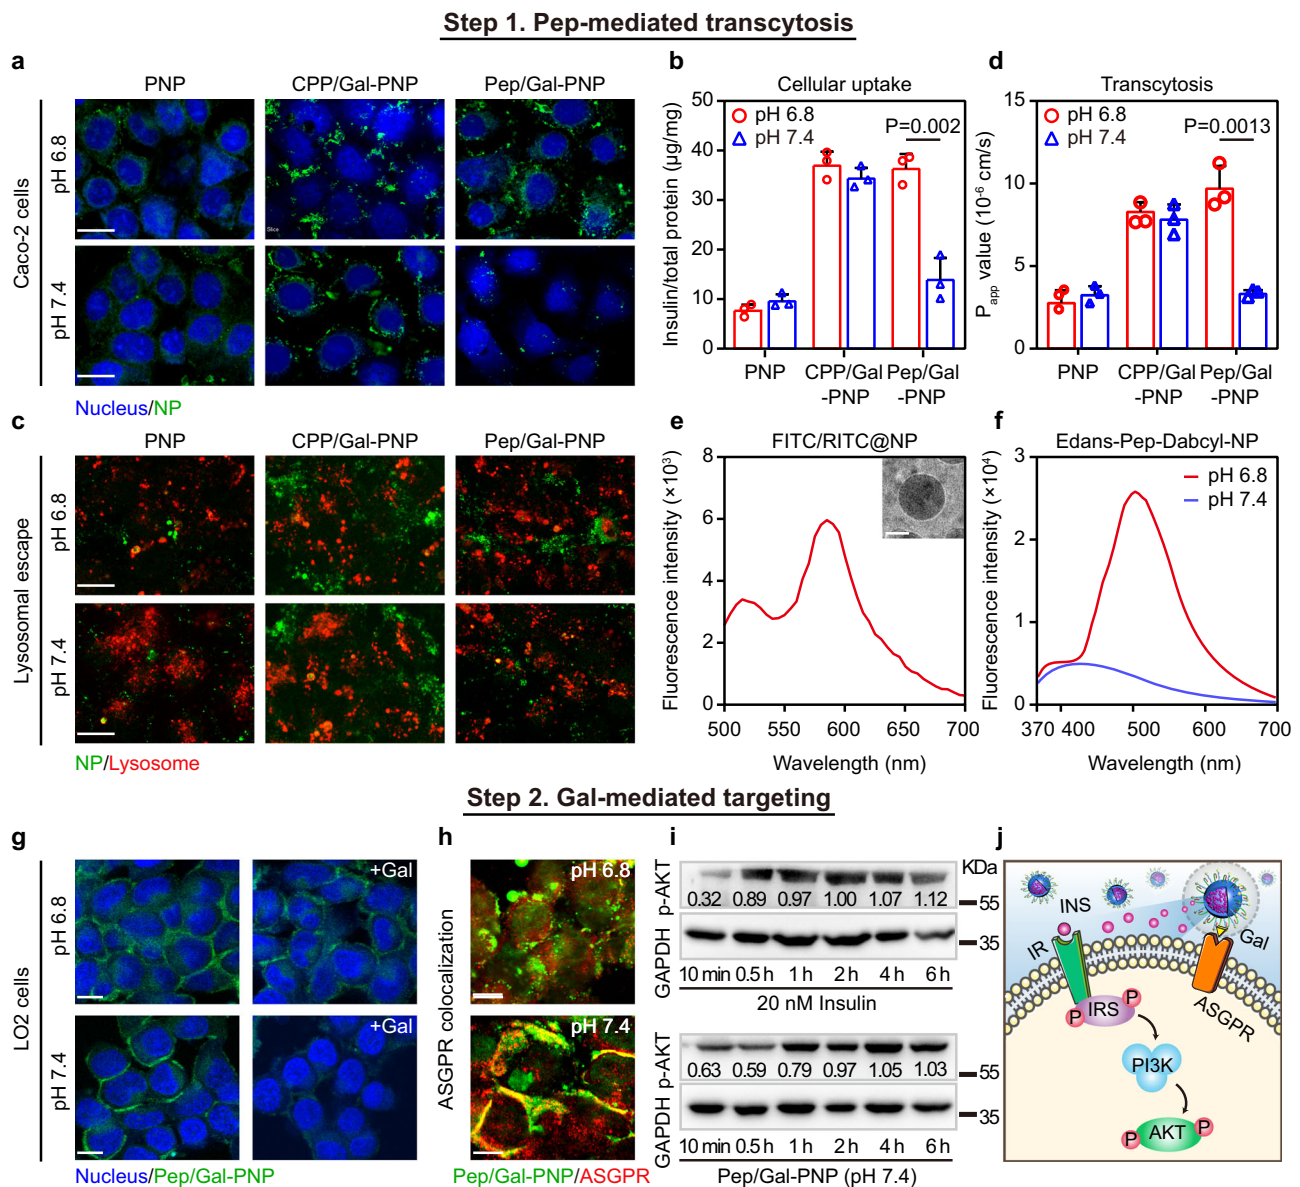 Step 1. Pep-mediated transcytosis
a
PNP
CPP/Gal-PNP
Pep/Gal-PNP
Caco-2 cells
pH 6.8
pH 7.4
Slice
Nucleus/NP
b
Cellular uptake
Insulin/total protein (μg/mg)
50
40
30
20
10
0
pH 6.8
pH 7.4
P=0.002
PNP
CPP/Gal
-PNP
Pep/Gal
-PNP
d
Transcytosis
Papp value (10⁻⁶ cm/s)
15
10
5
0
pH 6.8
pH 7.4
P=0.0013
PNP
CPP/Gal
-PNP
Pep/Gal
-PNP
c
PNP
CPP/Gal-PNP
Pep/Gal-PNP
Lysosomal escape
pH 6.8
pH 7.4
NP/Lysosome
e
FITC/RITC@NP
Fluorescence intensity (×10³)
8
6
4
2
0
500
550
600
650
700
Wavelength (nm)
f
Edans-Pep-Dabcyl-NP
Fluorescence intensity (×10⁴)
3
2
1
0
pH 6.8
pH 7.4
370
400
500
600
700
Wavelength (nm)
Step 2. Gal-mediated targeting
g
LO2 cells
pH 6.8
pH 7.4
+Gal
+Gal
Nucleus/Pep/Gal-PNP
h
ASGPR colocalization
pH 6.8
pH 7.4
Pep/Gal-PNP/ASGPR
i
KDa
p-AKT
0.32 0.89 0.97 1.00 1.07 1.12
55
GAPDH
35
10 min 0.5 h 1 h 2 h 4 h 6 h
20 nM Insulin
p-AKT
0.63 0.59 0.79 0.97 1.05 1.03
55
GAPDH
35
10 min 0.5 h 1 h 2 h 4 h 6 h
Pep/Gal-PNP (pH 7.4)
j
INS
IR
Gal
ASGPR
P
IRS
P
PI3K
P
AKT
P